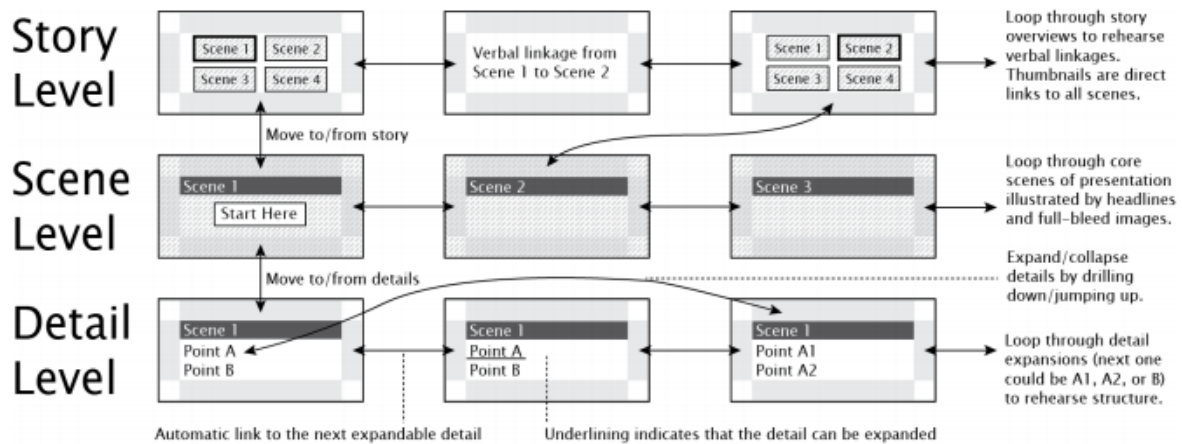 Story
Level
Scene 1
Scene 2
Scene 3
Scene 4
Verbal linkage from
Scene 1 to Scene 2
Scene 1
Scene 2
Scene 3
Scene 4
Loop through story
overviews to rehearse
verbal linkages.
Thumbnails are direct
links to all scenes.
Move to/from story
Scene
Level
Scene 1
Start Here
Scene 2
Scene 3
Loop through core
scenes of presentation
illustrated by headlines
and full-bleed images.
Move to/from details
Expand/collapse
details by drilling
down/jumping up.
Detail
Level
Scene 1
Point A
Point B
Scene 1
Point A
Point B
Scene 1
Point A1
Point A2
Loop through detail
expansions (next one
could be A1, A2, or B)
to rehearse structure.
Automatic link to the next expandable detail
Underlining indicates that the detail can be expanded